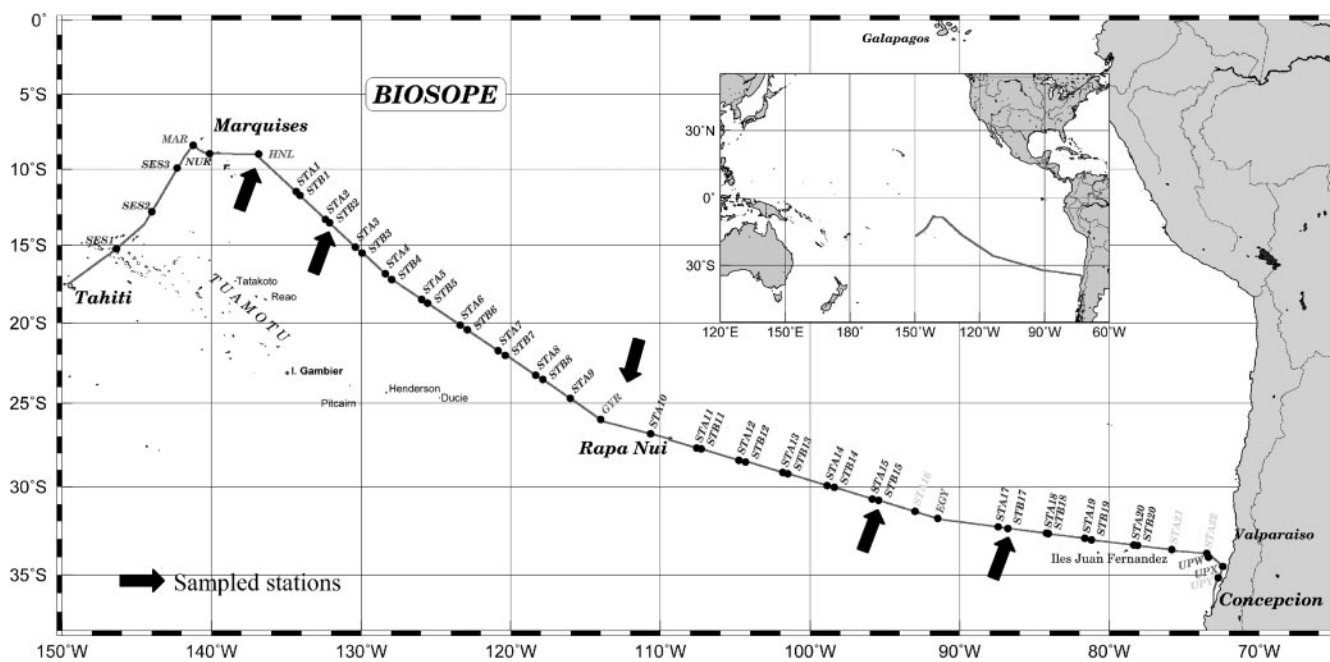 0°
5°S
10°S
15°S
20°S
25°S
30°S
35°S
150°W
140°W
130°W
120°W
110°W
100°W
90°W
80°W
70°W
BIOSOPE
Galapagos
Marquises
MAR
NUK
HNL
SES3
SES2
SES1
Tahiti
TUAMOTU
Tatakoto
Reao
I. Gambier
Pitcairn
Henderson
Ducie
STA1
STB1
STA2
STB2
STA3
STB3
STA4
STB4
STA5
STB5
STA6
STB6
STA7
STB7
STA8
STB8
STA9
GYR
Rapa Nui
STA10
STA11
STB11
STA12
STB12
STA13
STB13
STA14
STB14
STA15
STB15
STA16
EGY
STA17
STB17
STA18
STB18
STA19
STB19
STA20
STB20
STA21
STA22
Iles Juan Fernandez
Valparaiso
UPW
UPX
UPY
Concepcion
Sampled stations
30°N
0°
30°S
120°E
150°E
180°
150°W
120°W
90°W
60°W